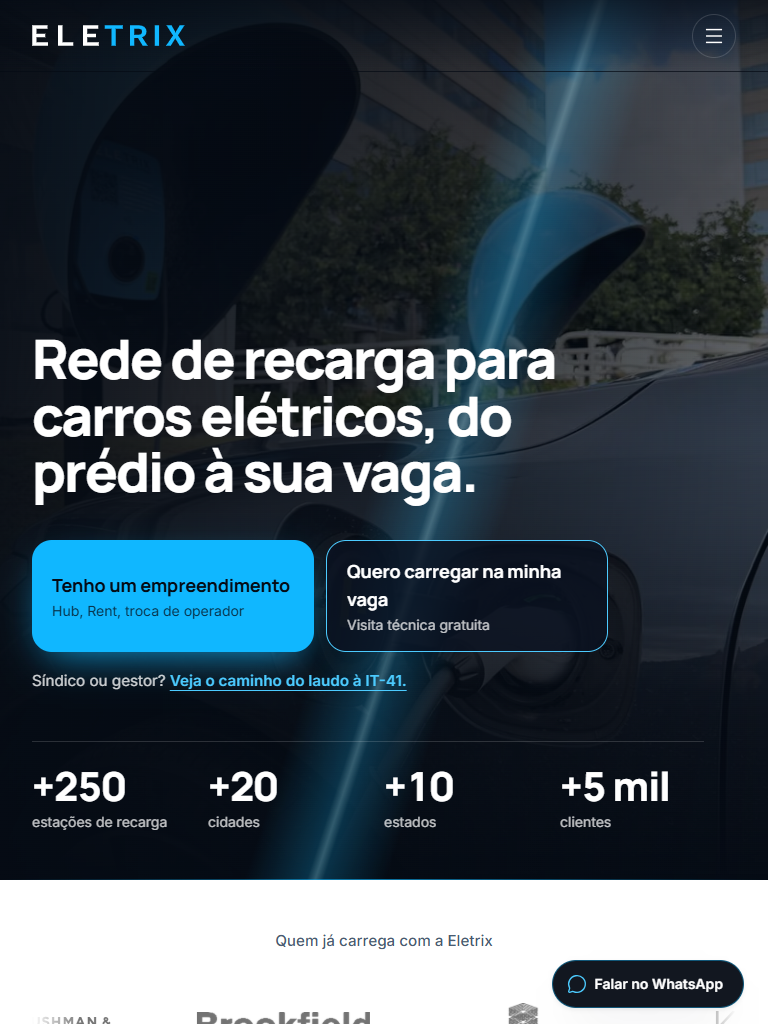 ELETRIX
Rede de recarga para
carros elétricos, do
prédio à sua vaga.
Tenho um empreendimento
Hub, Rent, troca de operador
Quero carregar na minha
vaga
Visita técnica gratuita
Síndico ou gestor? Veja o caminho do laudo à IT-41.
+250
estações de recarga
+20
cidades
+10
estados
+5 mil
clientes
Quem já carrega com a Eletrix
Falar no WhatsApp
Brookfield